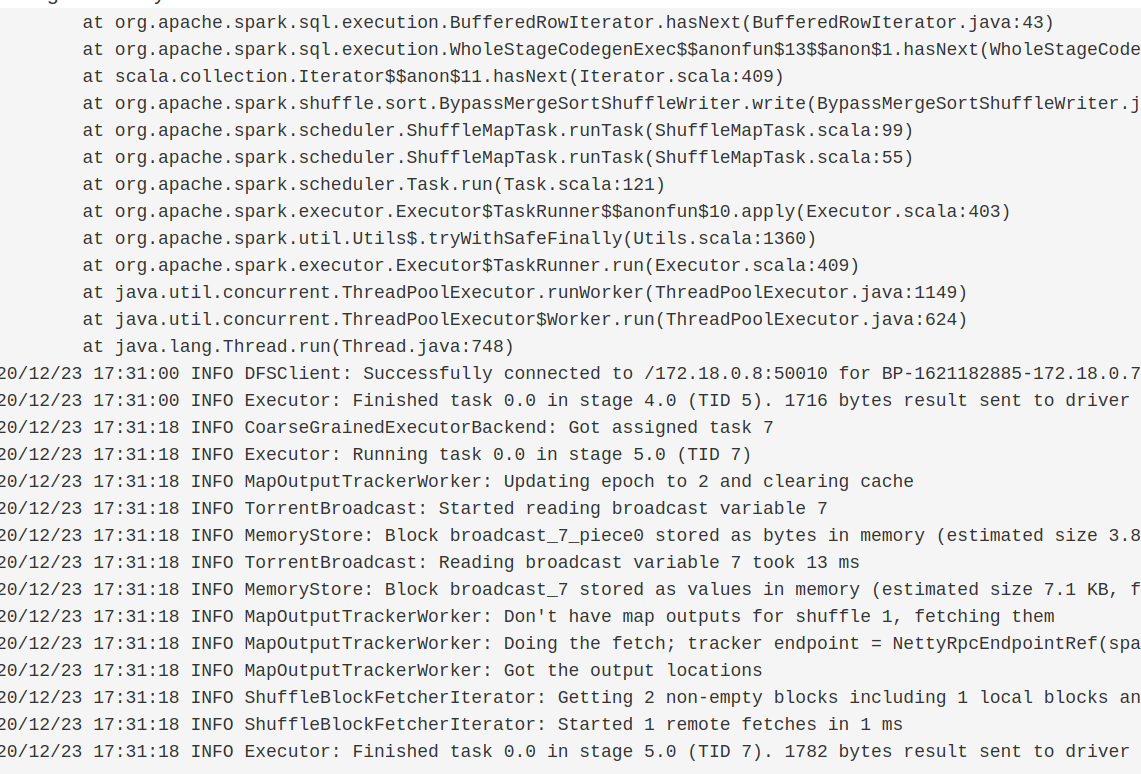 at org.apache.spark.sql.execution.BufferedRowIterator.hasNext(BufferedRowIterator.java:43)
at org.apache.spark.sql.execution.WholeStageCodegenExec$$anonfun$13$$anon$1.hasNext(WholeStageCode
at scala.collection.Iterator$$anon$11.hasNext(Iterator.scala:409)
at org.apache.spark.shuffle.sort.BypassMergeSortShuffleWriter.write(BypassMergeSortShuffleWriter.j
at org.apache.spark.scheduler.ShuffleMapTask.runTask(ShuffleMapTask.scala:99)
at org.apache.spark.scheduler.ShuffleMapTask.runTask(ShuffleMapTask.scala:55)
at org.apache.spark.scheduler.Task.run(Task.scala:121)
at org.apache.spark.executor.Executor$TaskRunner$$anonfun$10.apply(Executor.scala:403)
at org.apache.spark.util.Utils$.tryWithSafeFinally(Utils.scala:1360)
at org.apache.spark.executor.Executor$TaskRunner.run(Executor.scala:409)
at java.util.concurrent.ThreadPoolExecutor.runWorker(ThreadPoolExecutor.java:1149)
at java.util.concurrent.ThreadPoolExecutor$Worker.run(ThreadPoolExecutor.java:624)
at java.lang.Thread.run(Thread.java:748)
20/12/23 17:31:00 INFO DFSClient: Successfully connected to /172.18.0.8:50010 for BP-1621182885-172.18.0.7
20/12/23 17:31:00 INFO Executor: Finished task 0.0 in stage 4.0 (TID 5). 1716 bytes result sent to driver
20/12/23 17:31:18 INFO CoarseGrainedExecutorBackend: Got assigned task 7
20/12/23 17:31:18 INFO Executor: Running task 0.0 in stage 5.0 (TID 7)
20/12/23 17:31:18 INFO MapOutputTrackerWorker: Updating epoch to 2 and clearing cache
20/12/23 17:31:18 INFO TorrentBroadcast: Started reading broadcast variable 7
20/12/23 17:31:18 INFO MemoryStore: Block broadcast_7_piece0 stored as bytes in memory (estimated size 3.8
20/12/23 17:31:18 INFO TorrentBroadcast: Reading broadcast variable 7 took 13 ms
20/12/23 17:31:18 INFO MemoryStore: Block broadcast_7 stored as values in memory (estimated size 7.1 KB, f
20/12/23 17:31:18 INFO MapOutputTrackerWorker: Don't have map outputs for shuffle 1, fetching them
20/12/23 17:31:18 INFO MapOutputTrackerWorker: Doing the fetch; tracker endpoint = NettyRpcEndpointRef(spa
20/12/23 17:31:18 INFO MapOutputTrackerWorker: Got the output locations
20/12/23 17:31:18 INFO ShuffleBlockFetcherIterator: Getting 2 non-empty blocks including 1 local blocks an
20/12/23 17:31:18 INFO ShuffleBlockFetcherIterator: Started 1 remote fetches in 1 ms
20/12/23 17:31:18 INFO Executor: Finished task 0.0 in stage 5.0 (TID 7). 1782 bytes result sent to driver